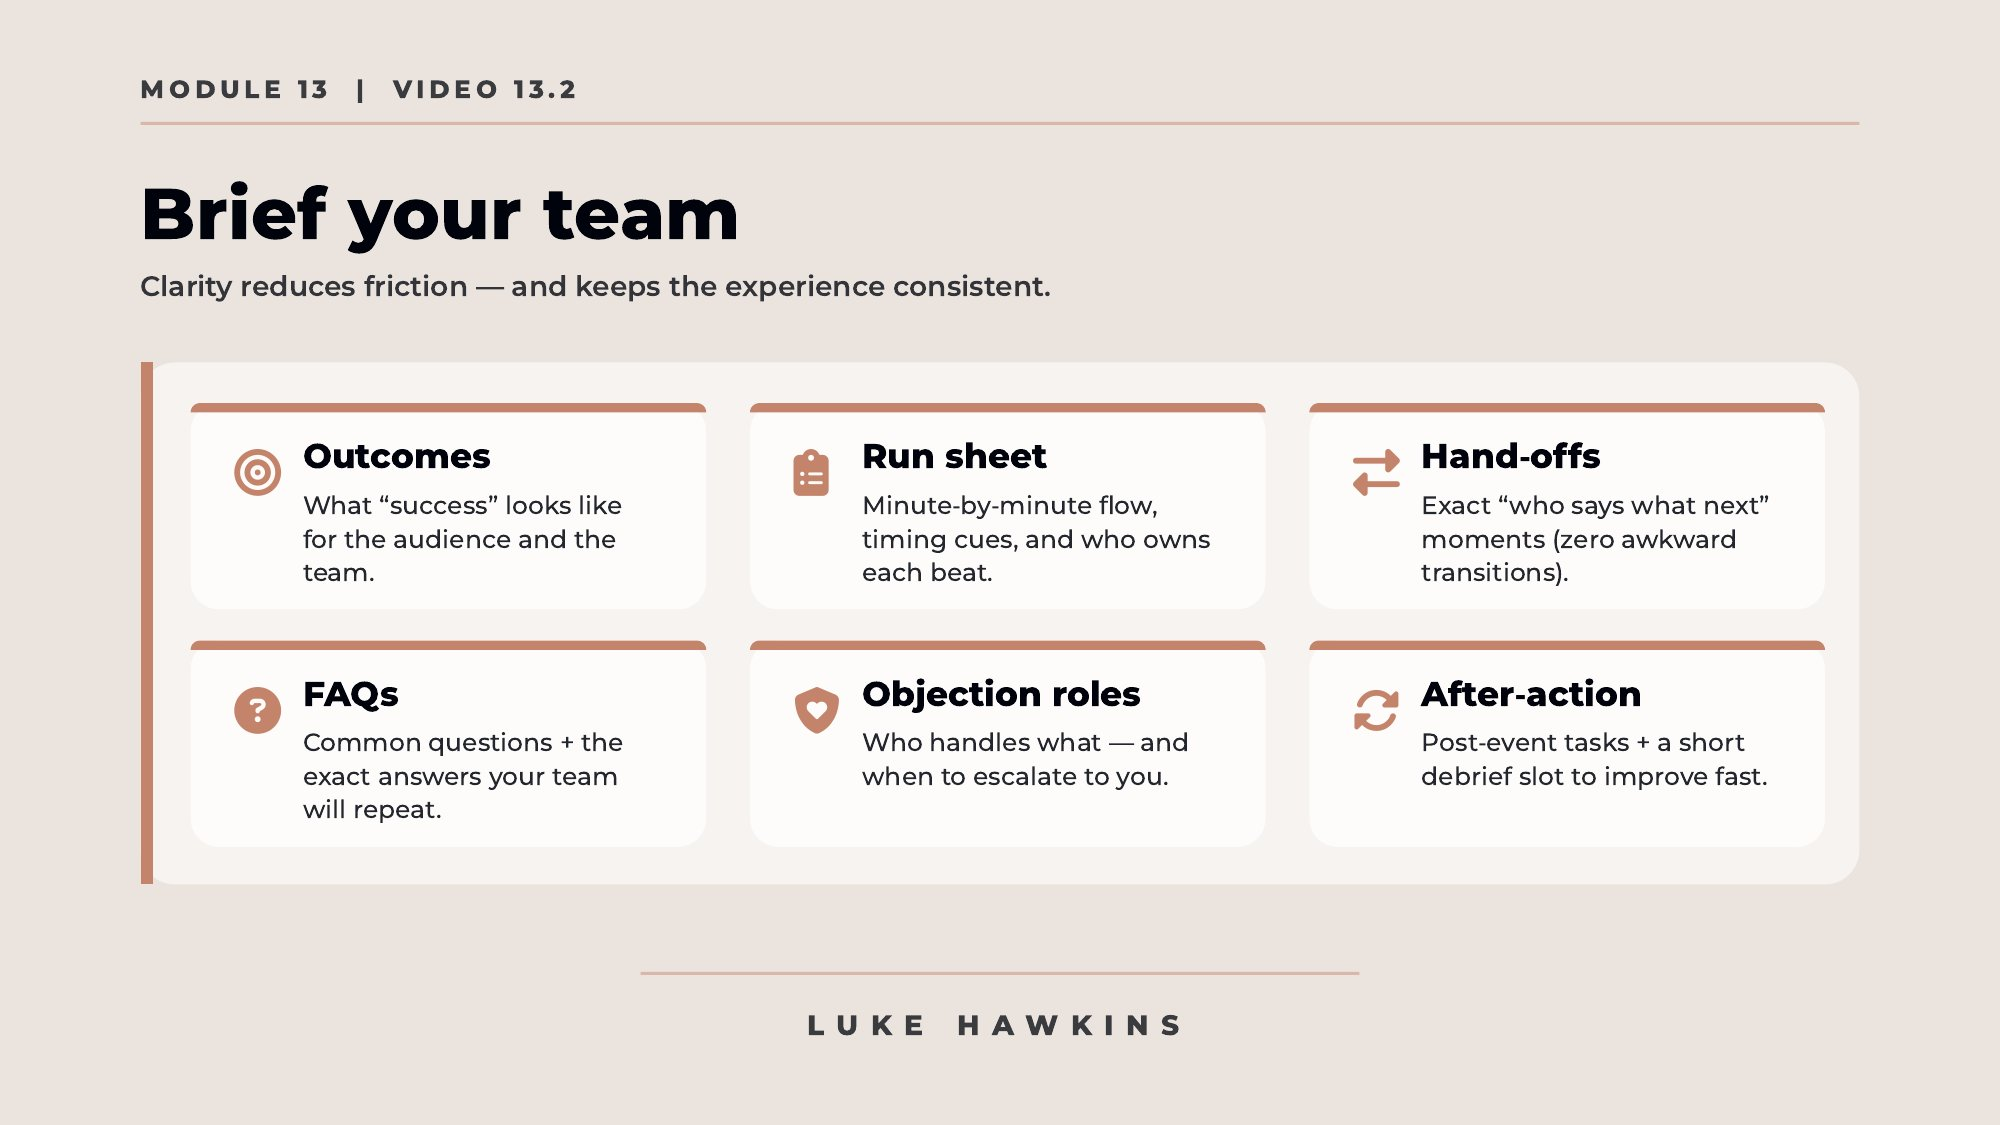 MODULE 13 | VIDEO 13.2
Brief your team
Clarity reduces friction — and keeps the experience consistent.
Outcomes
What “success” looks like
for the audience and the
team.
Run sheet
Minute-by-minute flow,
timing cues, and who owns
each beat.
Hand-offs
Exact “who says what next”
moments (zero awkward
transitions).
FAQs
Common questions + the
exact answers your team
will repeat.
Objection roles
Who handles what — and
when to escalate to you.
After-action
Post-event tasks + a short
debrief slot to improve fast.
LUKE HAWKINS